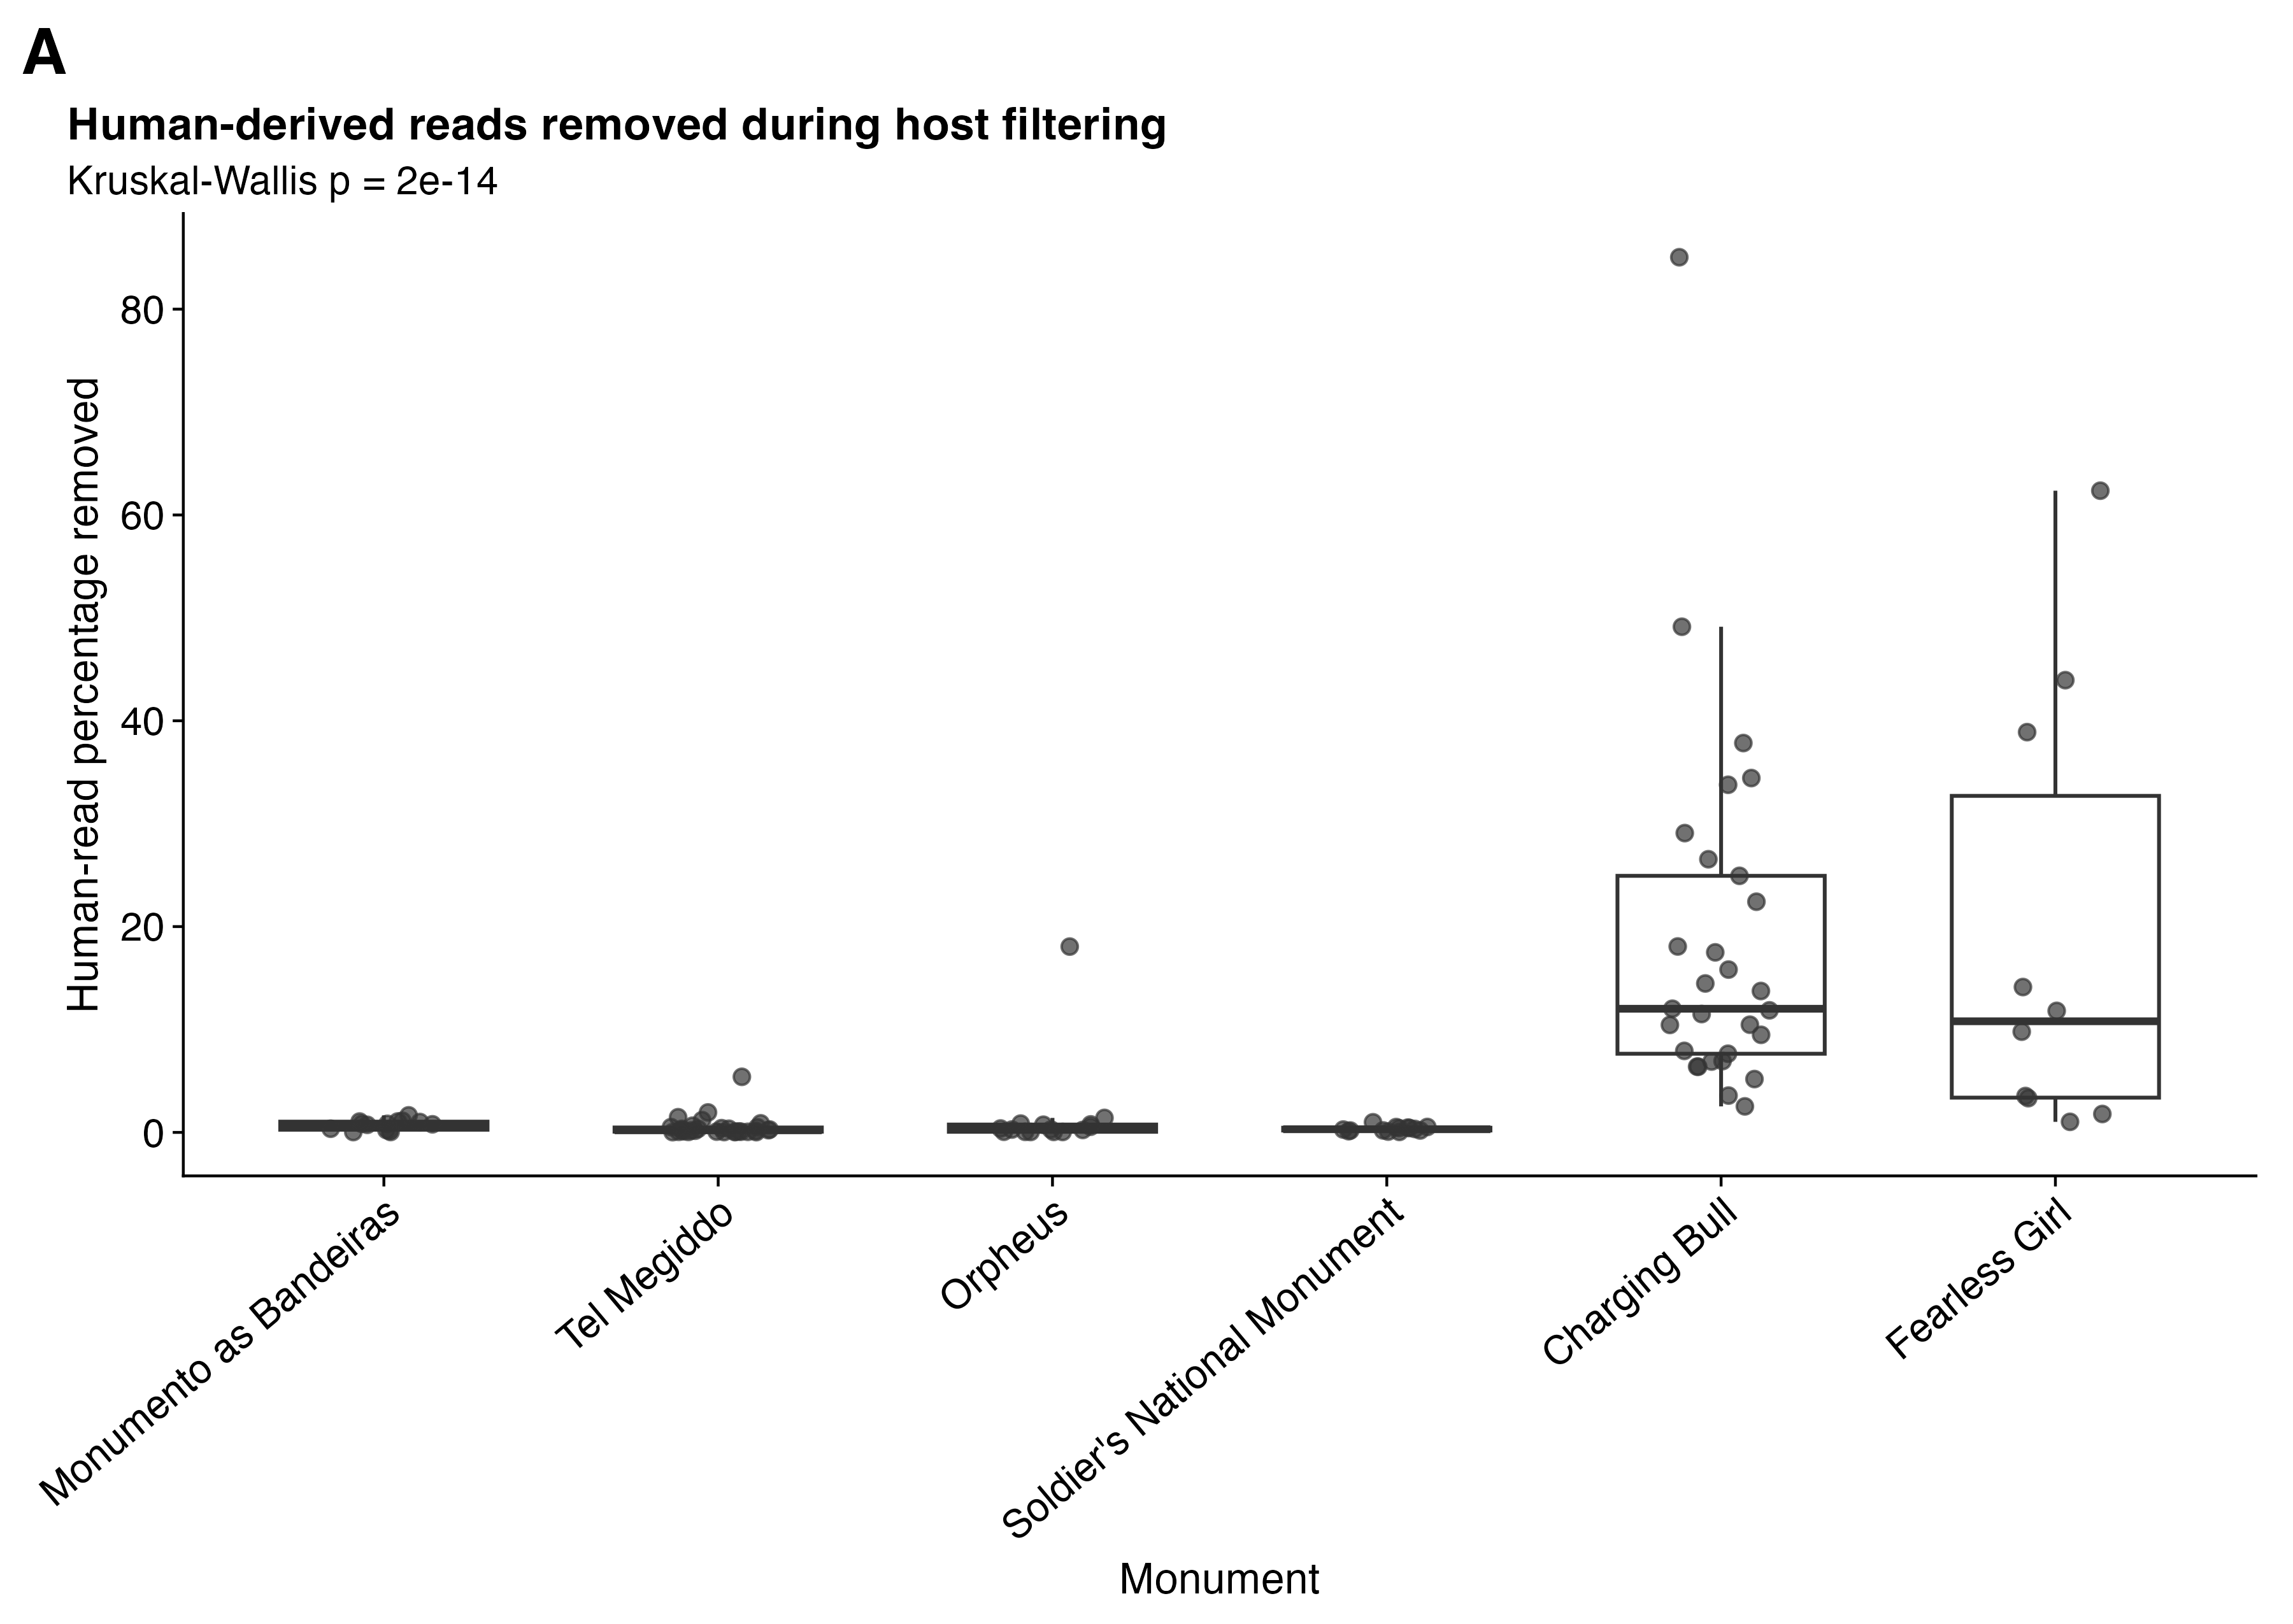 A
Human-derived reads removed during host filtering
Kruskal-Wallis p = 2e-14
Human-read percentage removed
80
60
40
20
0
Monumento as Bandeiras
Tel Megiddo
Orpheus
Soldier's National Monument
Charging Bull
Fearless Girl
Monument